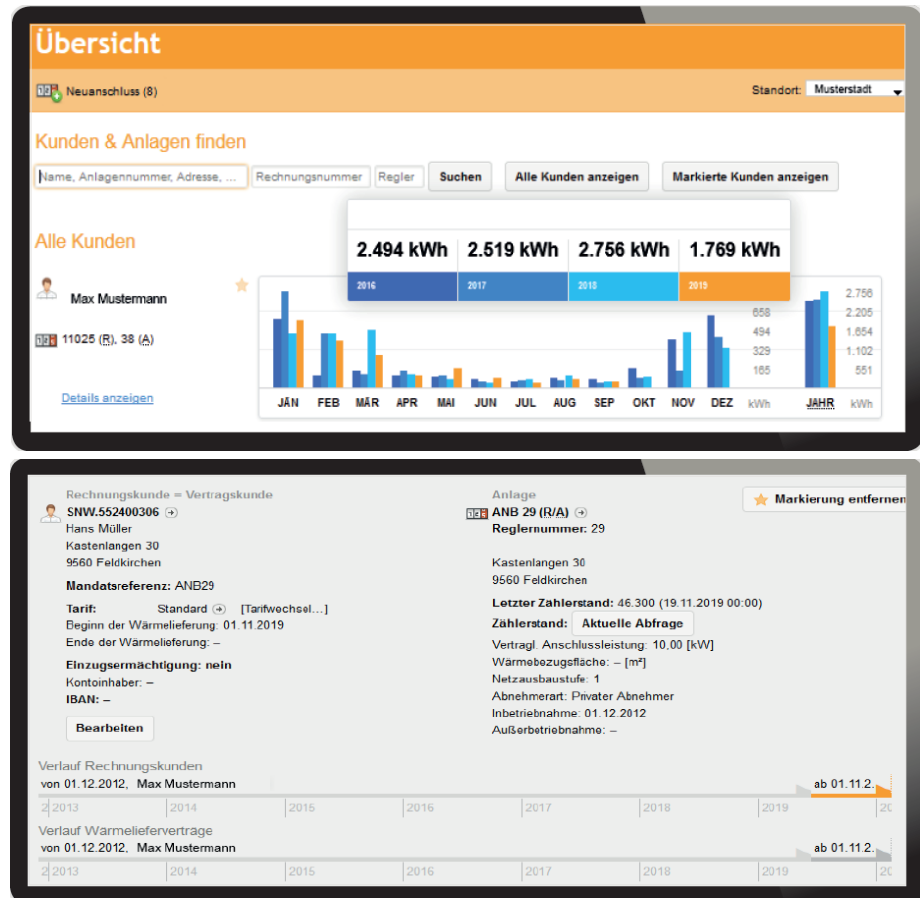 Übersicht
Neuanschluss (8)
Standort: Musterstadt
Kunden & Anlagen finden
Name, Anlagennummer, Adresse, ... Rechnungsnummer Regler Suchen Alle Kunden anzeigen Markierte Kunden anzeigen
2.494 kWh 2.519 kWh 2.756 kWh 1.769 kWh
2016 2017 2018 2019
Alle Kunden
Max Mustermann
11025 (R), 38 (A)
Details anzeigen
658
494
329
165
kWh
2.756
2.205
1.654
1.102
551
kWh
JÄN FEB MÄR APR MAI JUN JUL AUG SEP OKT NOV DEZ JAHR
Rechnungskunde = Vertragskunde
SNW.552400306
Hans Müller
Kastenlangen 30
9560 Feldkirchen
Mandatsreferenz: ANB29
Tarif: Standard [Tarifwechsel...]
Beginn der Wärmelieferung: 01.11.2019
Ende der Wärmelieferung: –
Einzugsermächtigung: nein
Kontoinhaber: –
IBAN: –
Bearbeiten
Anlage
ANB 29 (R/A)
Reglernummer: 29
Kastenlangen 30
9560 Feldkirchen
Letzter Zählerstand: 46.300 (19.11.2019 00:00)
Zählerstand: Aktuelle Abfrage
Vertragl. Anschlussleistung: 10,00 [kW]
Wärmebezugsfläche: – [m²]
Netzausbaustufe: 1
Abnehmerart: Privater Abnehmer
Inbetriebnahme: 01.12.2012
Außerbetriebnahme: –
Markierung entfernen
Verlauf Rechnungskunden
von 01.12.2012, Max Mustermann ab 01.11.2.
2 2013 2014 2015 2016 2017 2018 2019 20
Verlauf Wärmelieferverträge
von 01.12.2012, Max Mustermann ab 01.11.2.
2 2013 2014 2015 2016 2017 2018 2019 20